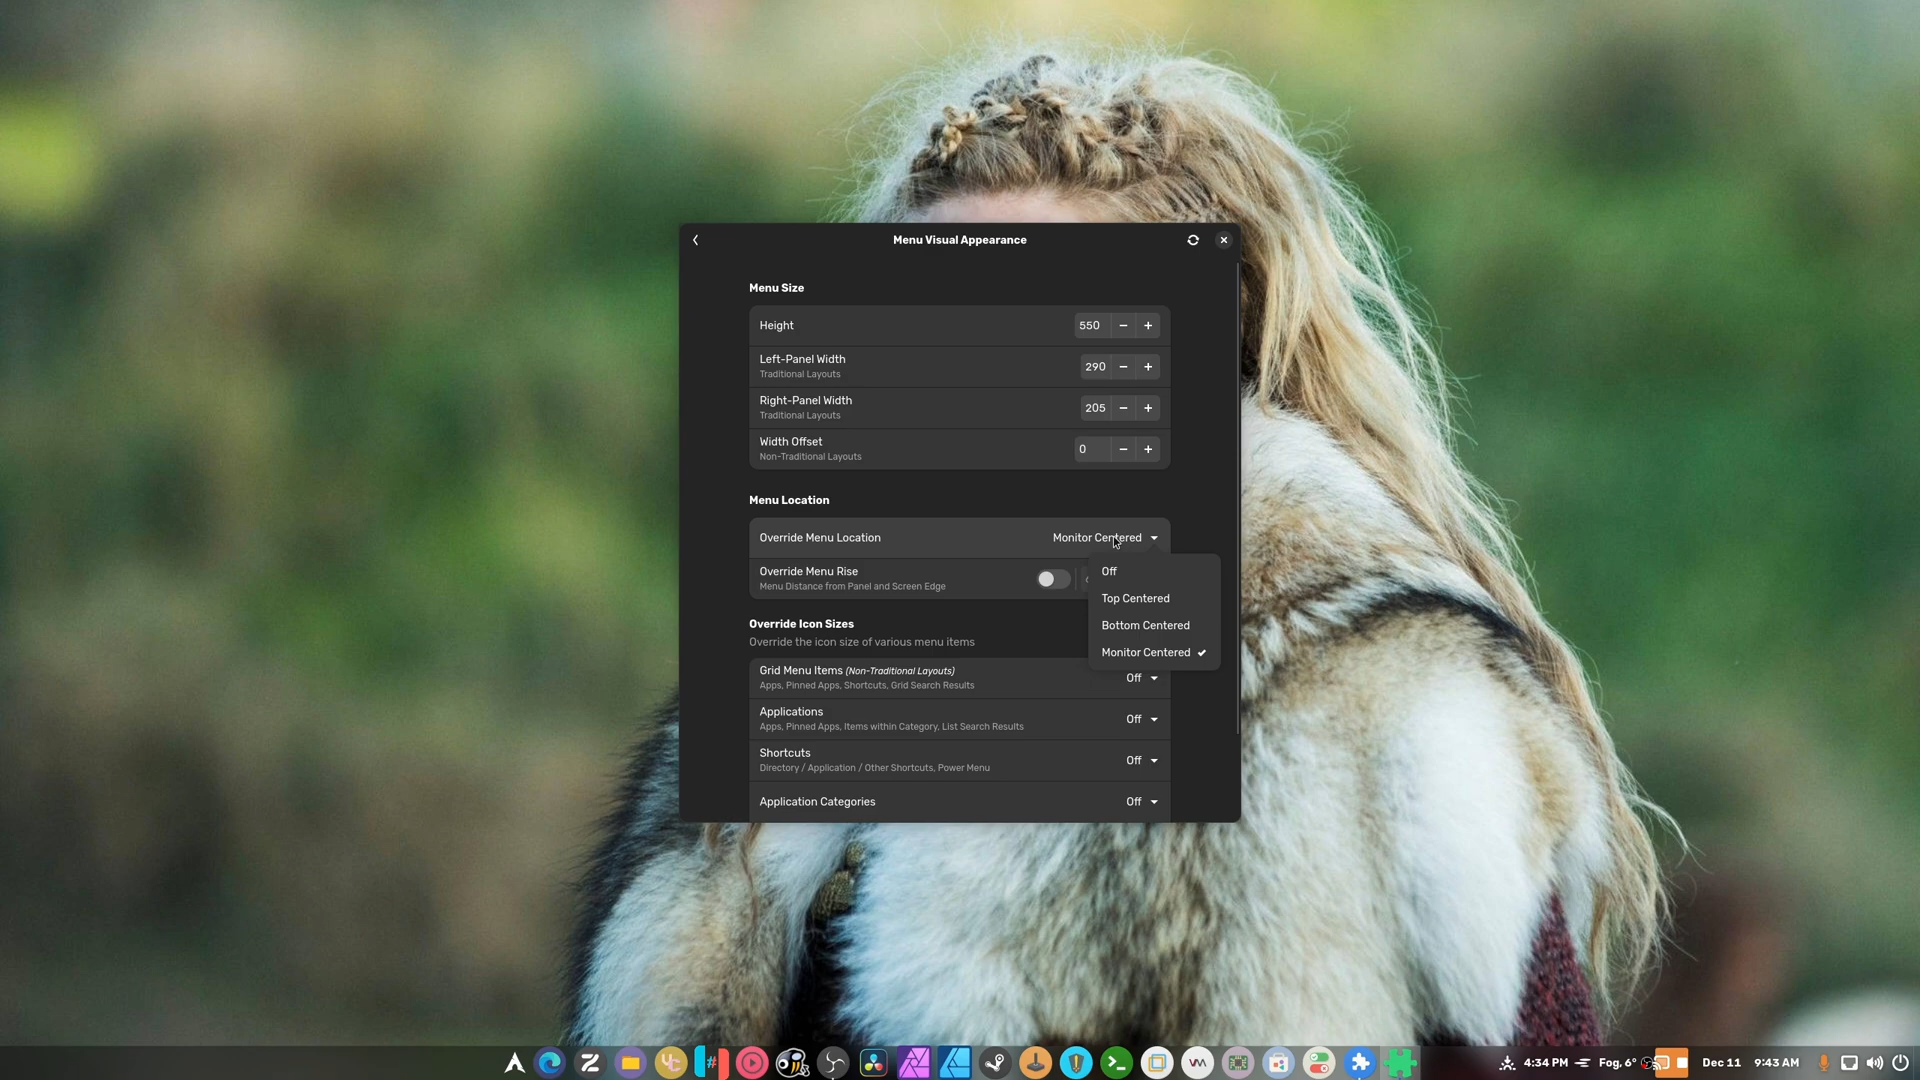 Menu Visual Appearance
Menu Size
Height
550
Left-Panel Width
Traditional Layouts
290
Right-Panel Width
Traditional Layouts
205
Width Offset
Non-Traditional Layouts
0
Menu Location
Override Menu Location
Monitor Centered
Off
Top Centered
Bottom Centered
Monitor Centered
Override Menu Rise
Menu Distance from Panel and Screen Edge
Override Icon Sizes
Override the icon size of various menu items
Grid Menu Items (Non-Traditional Layouts)
Apps, Pinned Apps, Shortcuts, Grid Search Results
Off
Applications
Apps, Pinned Apps, Items within Category, List Search Results
Off
Shortcuts
Directory / Application / Other Shortcuts, Power Menu
Off
Application Categories
Off
4:34 PM
Fog, 6°
Dec 11
9:43 AM